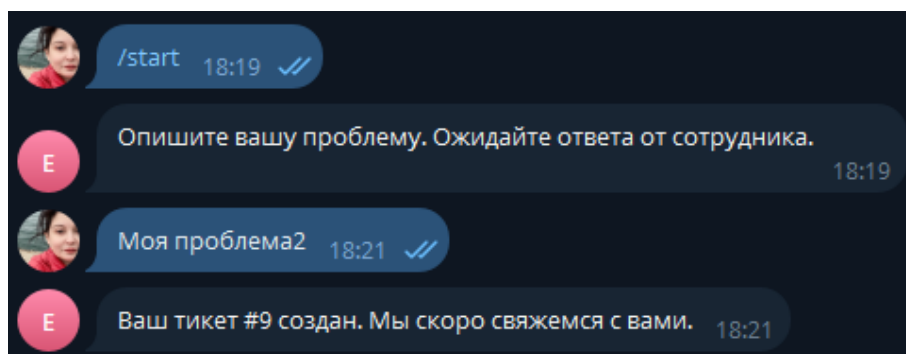 /start 18:19
Опишите вашу проблему. Ожидайте ответа от сотрудника.
18:19
E
Моя проблема2 18:21
E Ваш тикет #9 создан. Мы скоро свяжемся с вами. 18:21